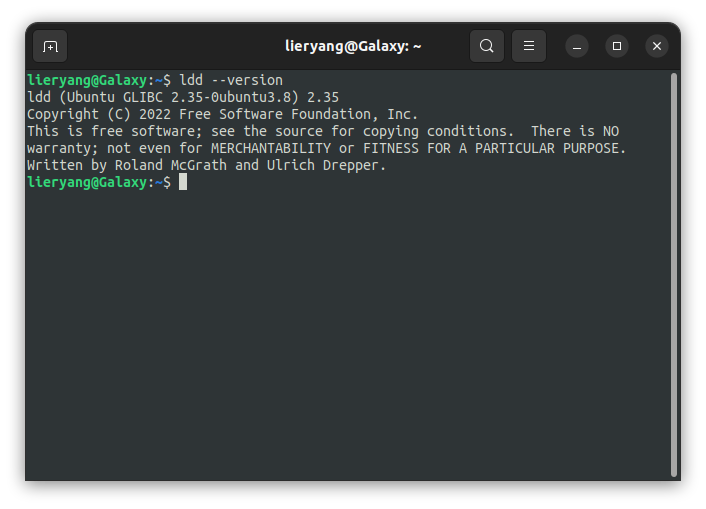 lieryang@Galaxy: ~
lieryang@Galaxy:~$ ldd --version
ldd (Ubuntu GLIBC 2.35-0ubuntu3.8) 2.35
Copyright (C) 2022 Free Software Foundation, Inc.
This is free software; see the source for copying conditions.  There is NO
warranty; not even for MERCHANTABILITY or FITNESS FOR A PARTICULAR PURPOSE.
Written by Roland McGrath and Ulrich Drepper.
lieryang@Galaxy:~$